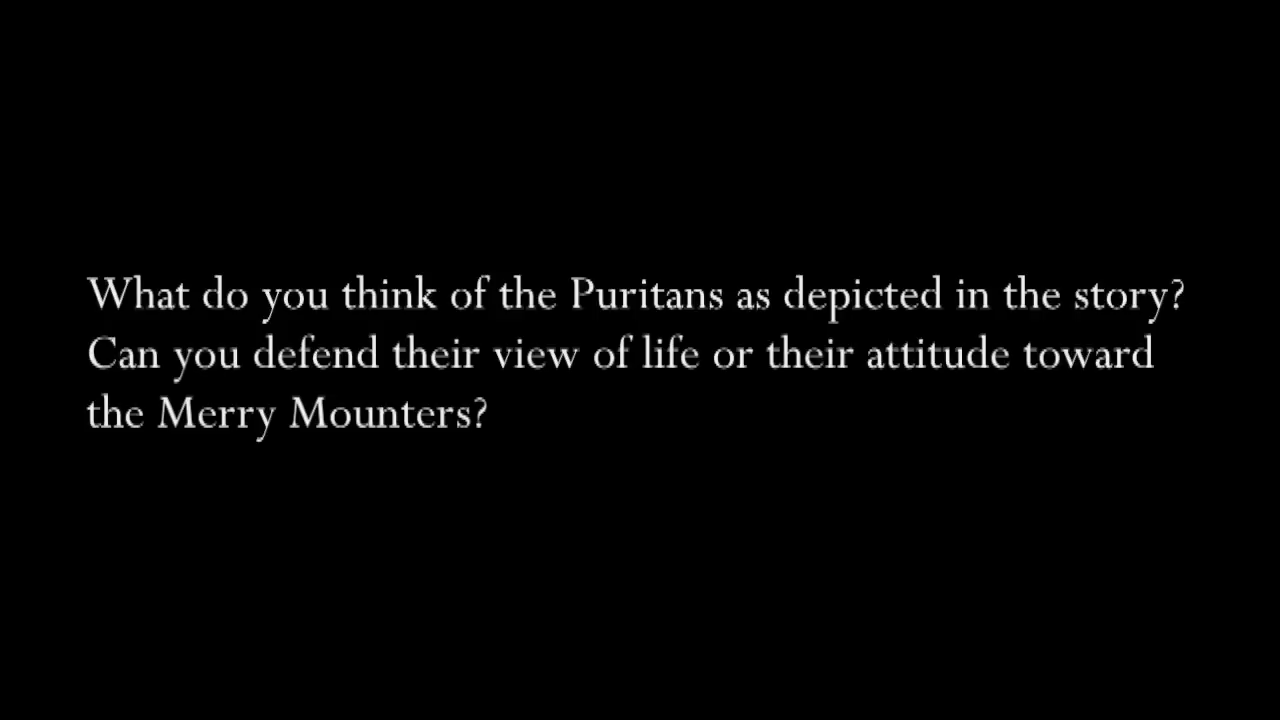 What do you think of the Puritans as depicted in the story?
Can you defend their view of life or their attitude toward
the Merry Mounters?